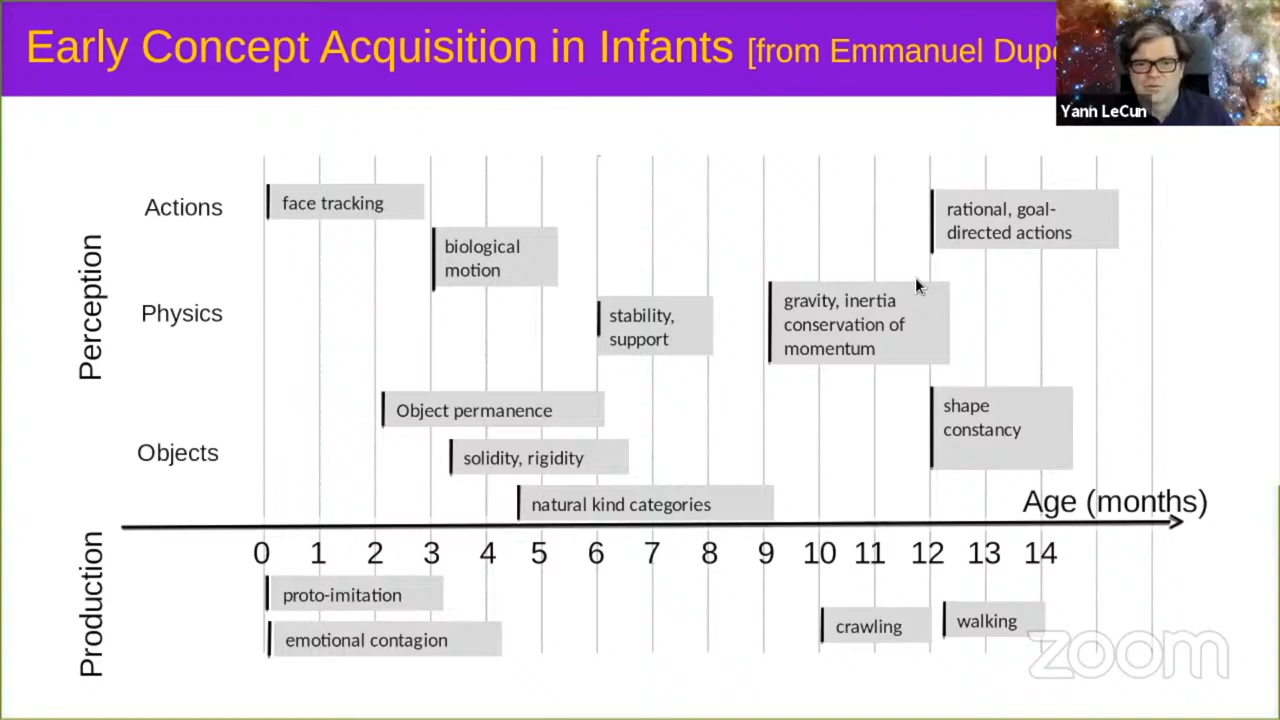 Early Concept Acquisition in Infants [from Emmanuel
Yann LeCun
Perception
Actions
face tracking
rational, goal-
directed actions
biological
motion
Physics
stability,
support
gravity, inertia
conservation of
momentum
Object permanence
shape
constancy
Objects
solidity, rigidity
natural kind categories
Age (months)
Production
0 1 2 3 4 5 6 7 8 9 10 11 12 13 14
proto-imitation
crawling
walking
emotional contagion
zoom